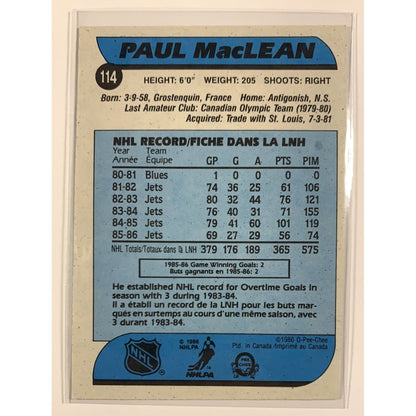 PAUL MacLEAN
114
HEIGHT: 6'0" WEIGHT: 205 SHOOTS: RIGHT
Born: 3-9-58, Grostenquin, France Home: Antigonish, N.S.
Last Amateur Club: Canadian Olympic Team (1979-80)
Acquired: Trade with St. Louis, 7-3-81
NHL RECORD/FICHE DANS LA LNH
Year Team
Année Équipe GP G A PTS PIM
80-81 Blues 1 0 0 0 0
81-82 Jets 74 36 25 61 106
82-83 Jets 80 32 44 76 121
83-84 Jets 76 40 31 71 155
84-85 Jets 79 41 60 119
85-86 Jets 69 27 29 56 74
NHL Totals/Totaux dans la LNH 379 176 189 365 575
1985-86 Game Winning Goals: 2
Buts gagnants en 1985-86: 2
He established NHL record for Overtime Goals in
season with 3 during 1983-84.
Il a établi un record de la LNH pour les buts mar-
qués en surtemps au cours d'une même saison, avec
3 durant 1983-84.
NHL
© 1986
NHLPA
NHLPA
O-PEE-CHEE
©1986 O-Pee-Chee
Ptd. in Canada/Imprimé au Canada